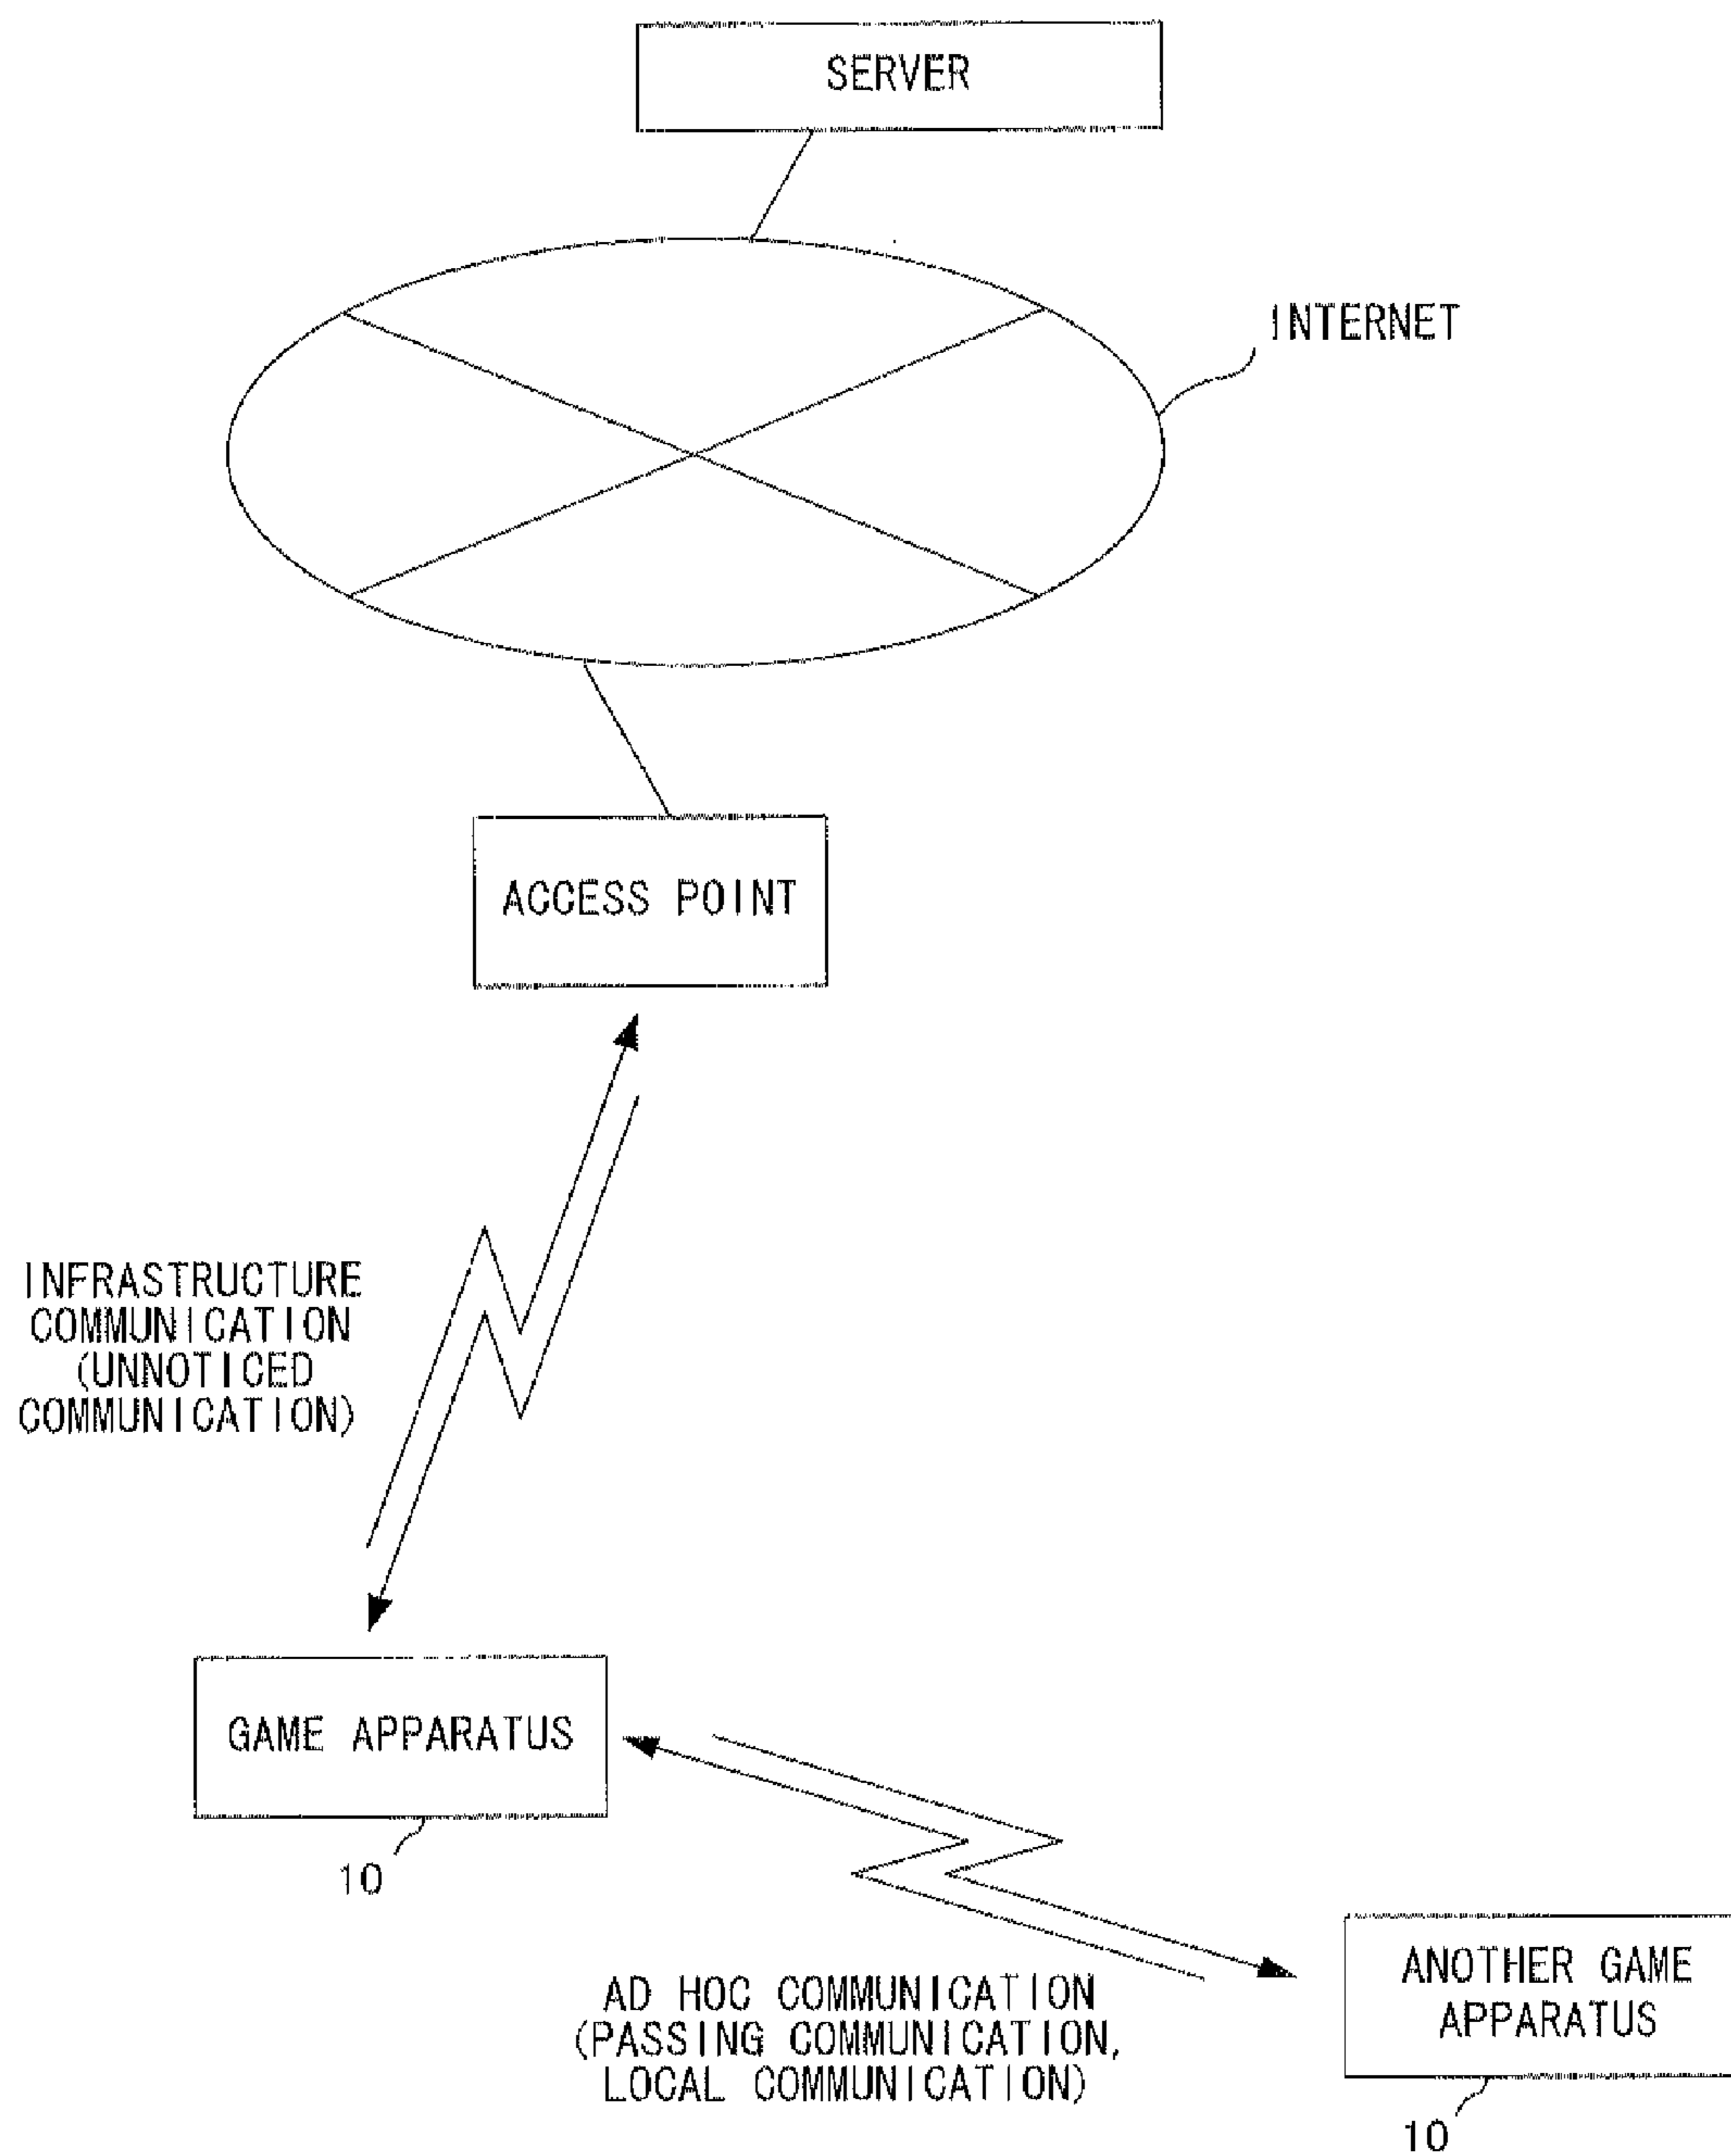 SERVER
INTERNET
ACCESS POINT
INFRASTRUCTURE
COMMUNICATION
(UNNOTICED
COMMUNICATION)
GAME APPARATUS
10
AD HOC COMMUNICATION
(PASSING COMMUNICATION,
LOCAL COMMUNICATION)
ANOTHER GAME
APPARATUS
10